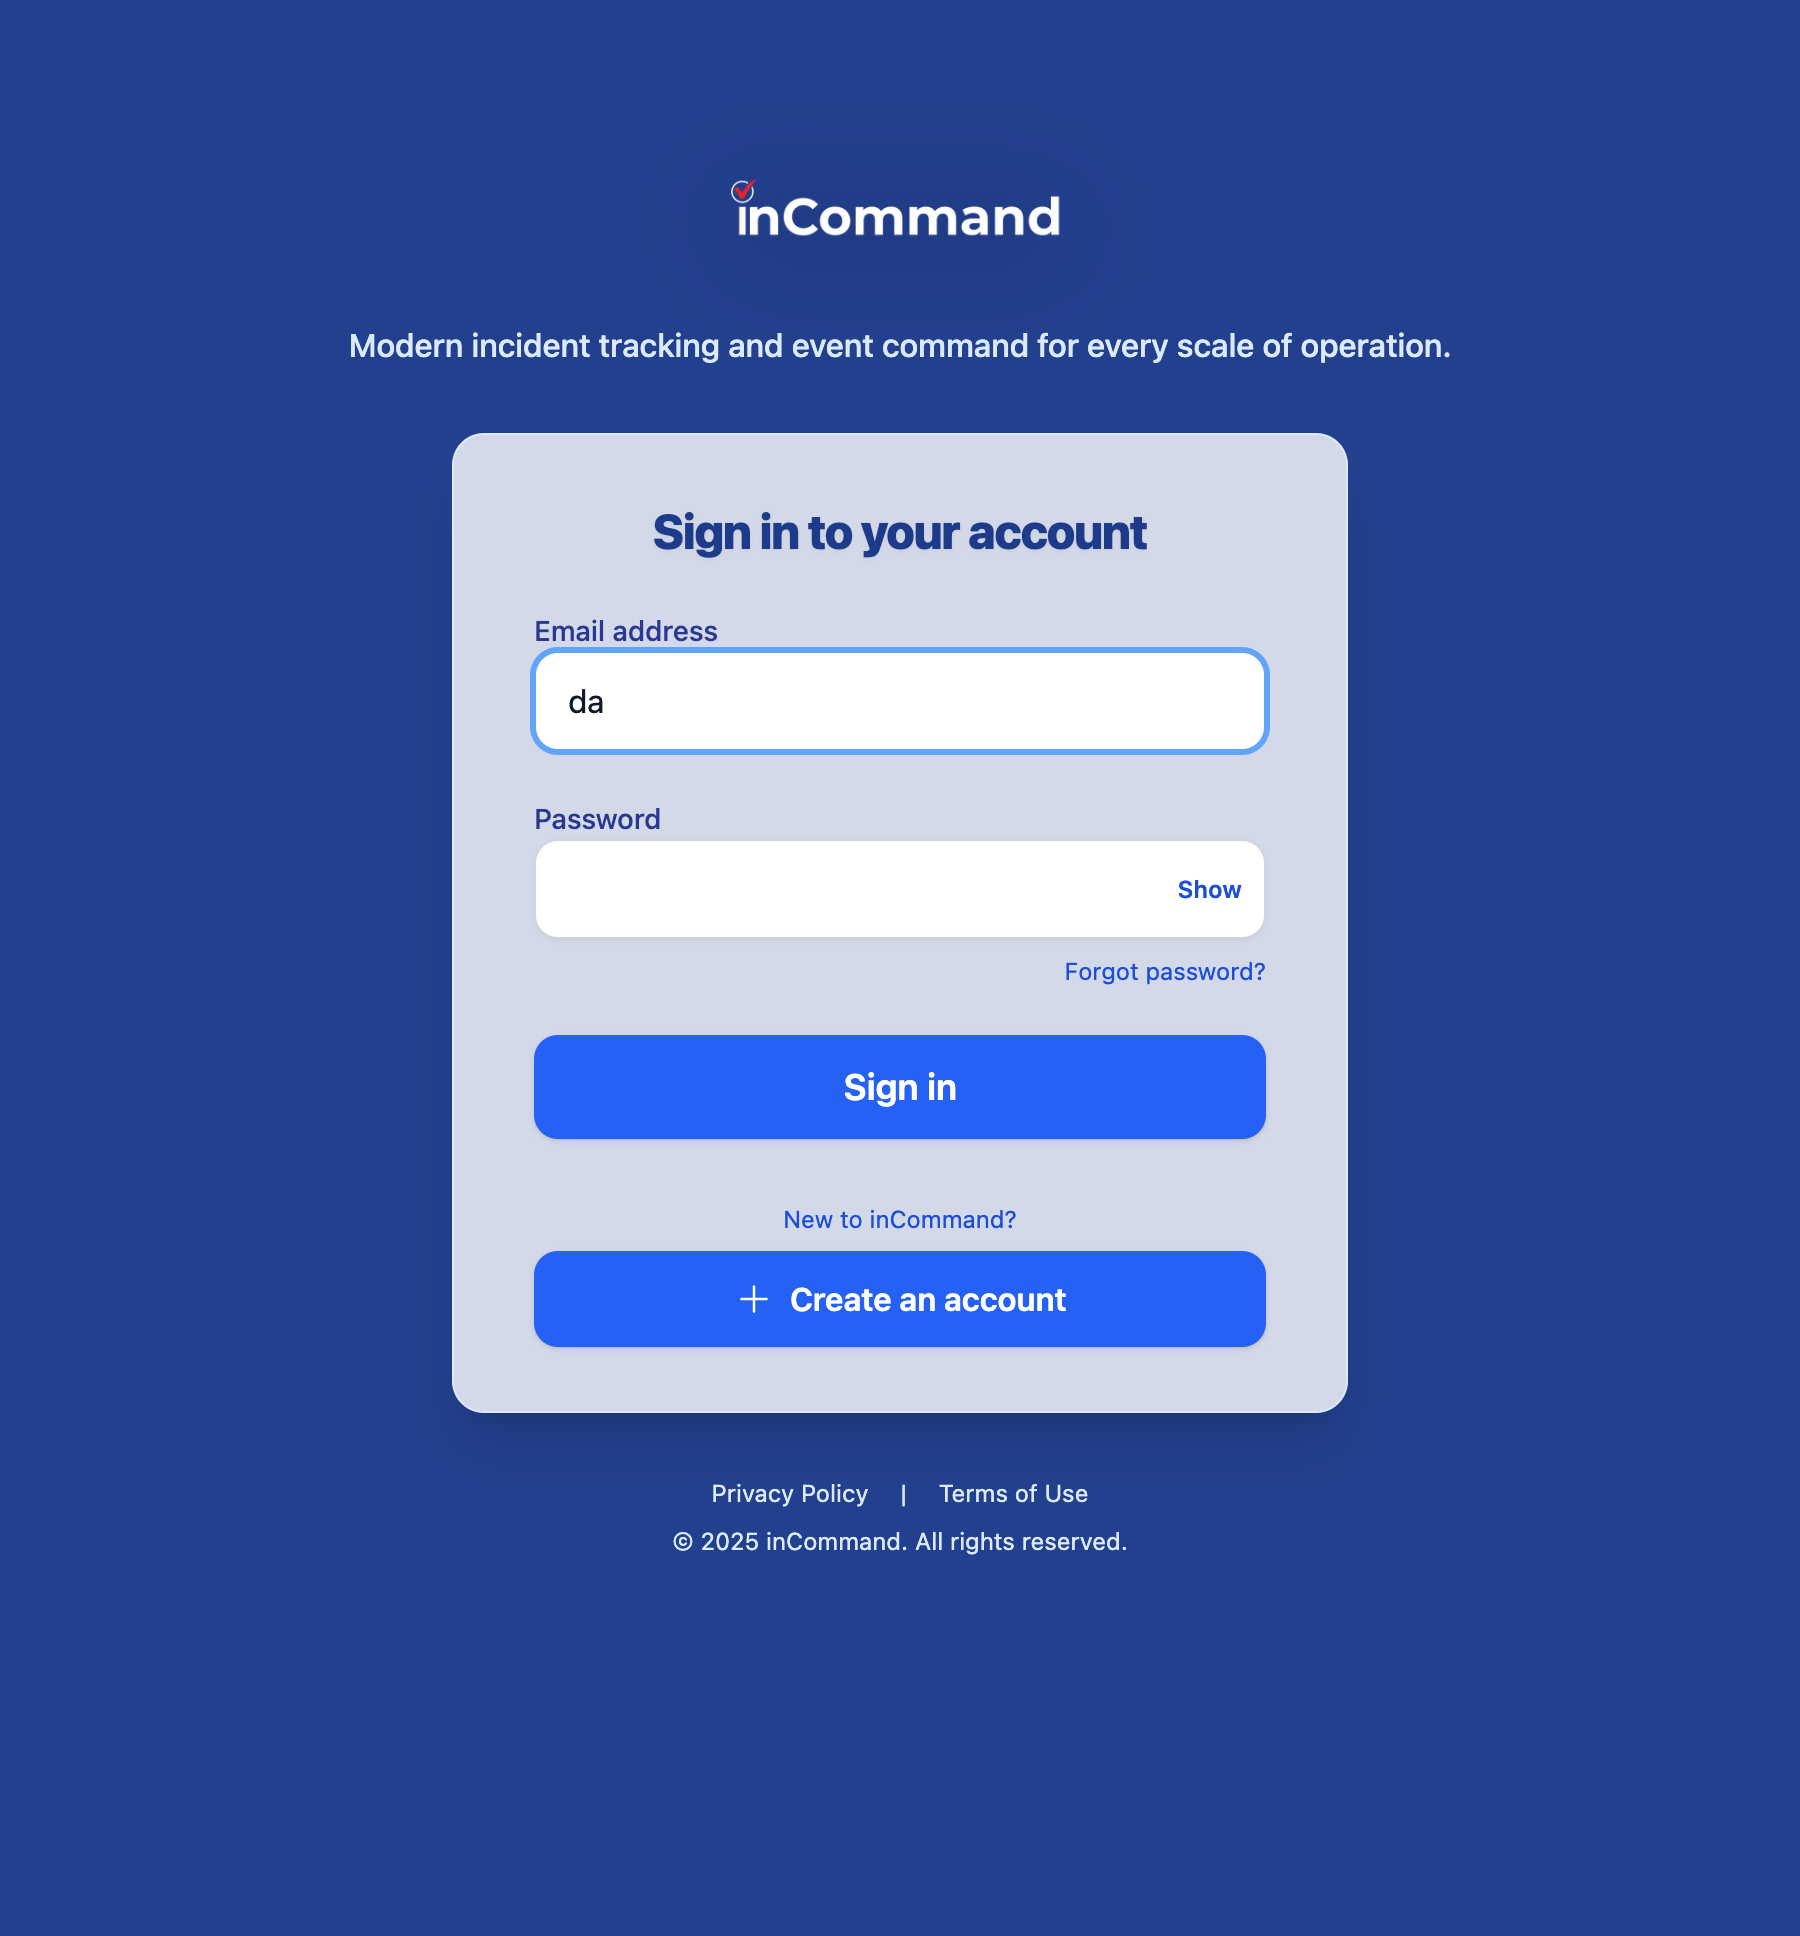 inCommand
Modern incident tracking and event command for every scale of operation.
Sign in to your account
Email address
da
Password
Show
Forgot password?
Sign in
New to inCommand?
Create an account
Privacy Policy | Terms of Use
© 2025 inCommand. All rights reserved.